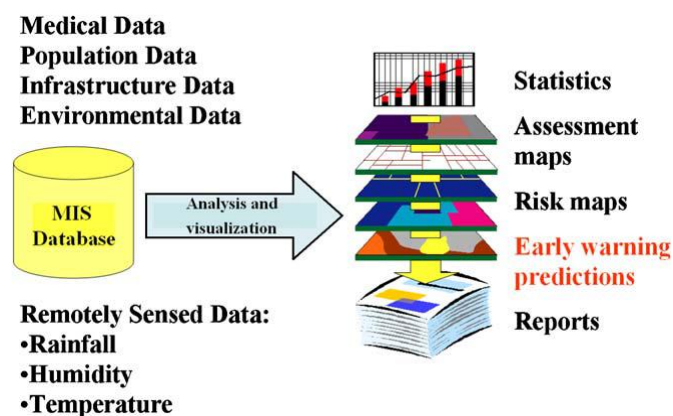 Medical Data
Population Data
Infrastructure Data
Environmental Data
MIS
Database
Analysis and
visualization
Remotely Sensed Data:
•Rainfall
•Humidity
•Temperature
Statistics
Assessment
maps
Risk maps
Early warning
predictions
Reports